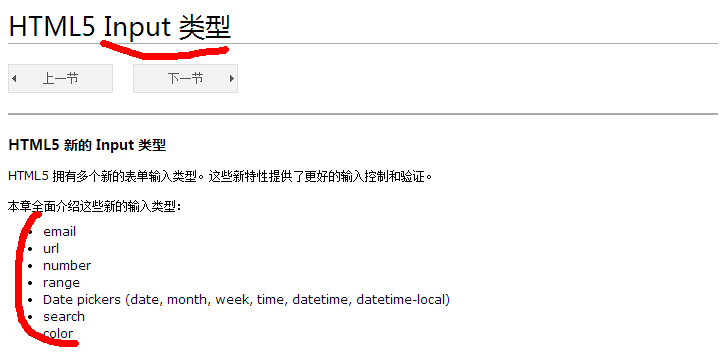 HTML5 Input 类型
上一节
下一节
HTML5 新的 Input 类型
HTML5 拥有多个新的表单输入类型。这些新特性提供了更好的输入控制和验证。
本章全面介绍这些新的输入类型：
email
url
number
range
Date pickers (date, month, week, time, datetime, datetime-local)
search
color